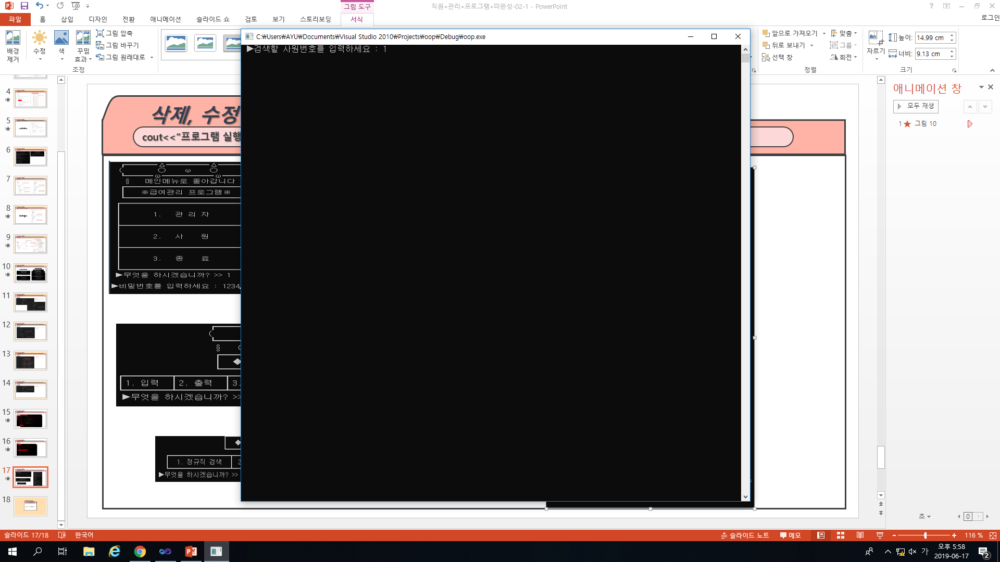 직원+관리+프로그램+미완성-02-1 - PowerPoint
그림 도구
파일 홈 삽입 디자인 전환 애니메이션 슬라이드 쇼 검토 보기 스토리보딩 서식 로그인
배경 제거
수정
색
꾸밈 효과
그림 압축
그림 바꾸기
그림 원래대로
조정
앞으로 가져오기
뒤로 보내기
선택 창
맞춤
그룹
회전
정렬
자르기
높이: 14.99 cm
너비: 9.13 cm
크기
C:\Users\AYU\Documents\Visual Studio 2010\Projects\oop\Debug\oop.exe
▶검색할 사원번호를 입력하세요 : 1
4
5
6
7
8
9
10
11
12
13
14
15
16
17
18
삭제, 수정
cout<<“프로그램 실행
§ 메인메뉴로 돌아갑니다
※급여관리 프로그램※
1. 관 리 자
2. 사 원
3. 종 료
▶무엇을 하시겠습니까? >> 1
▶비밀번호를 입력하세요 : 1234
§
◆
1. 입력 2. 출력 3.
▶무엇을 하시겠습니까? >>
◆
1. 정규직 검색 2
▶무엇을 하시겠습니까? >>
애니메이션 창
모두 재생
1 그림 10
초 0
슬라이드 17/18 한국어 슬라이드 노트 메모 116 %
가
오후 5:58
2019-06-17
2